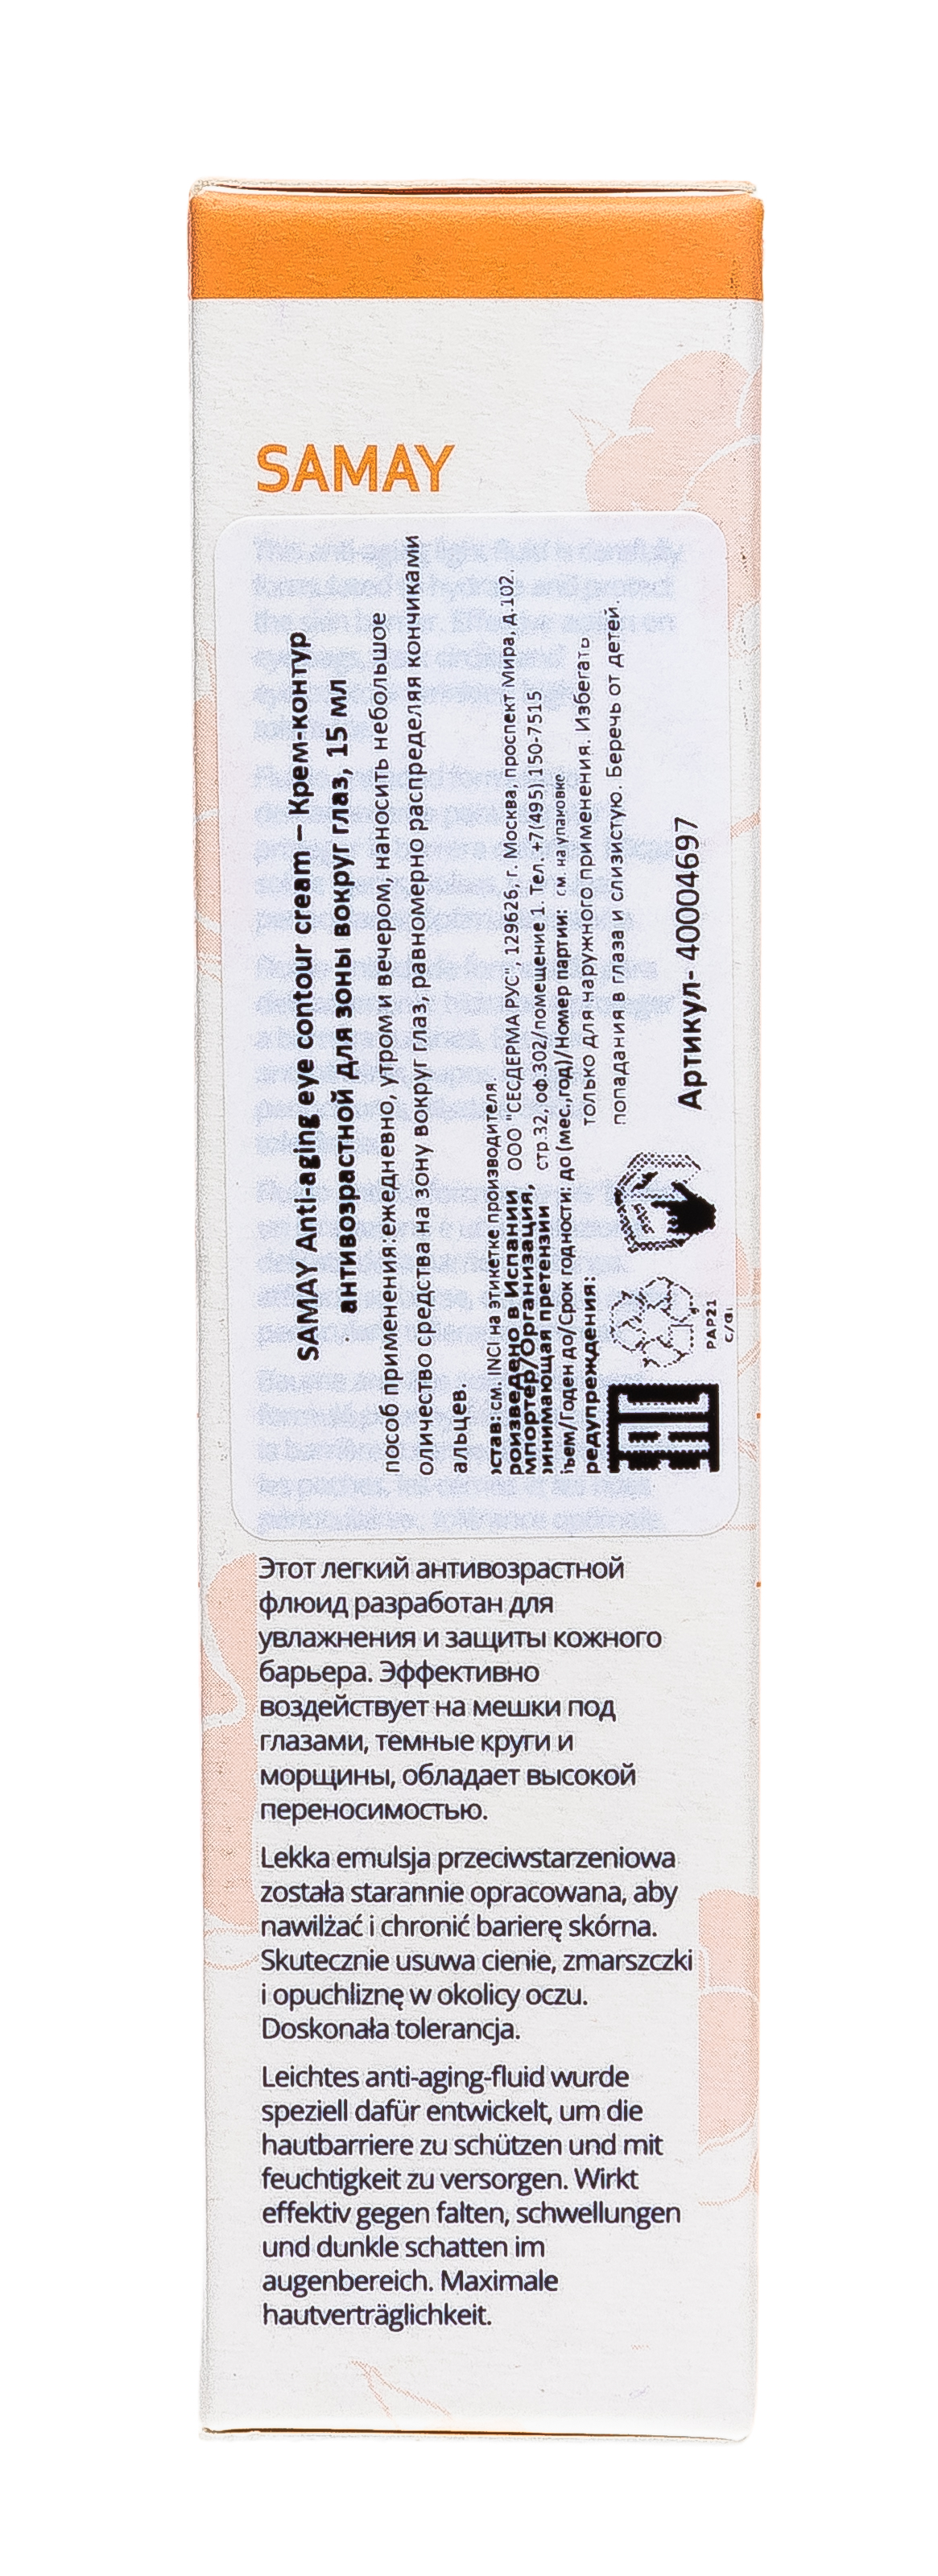 SAMAY
SAMAY Anti-aging eye contour cream – Крем-контур
антивозрастной для зоны вокруг глаз, 15 мл
пособ применения:ежедневно, утром и вечером, наносить небольшое
оличество средства на зону вокруг глаз, равномерно распределяя кончиками
альцев.
остав: см. INCI на этикетке производителя.
роизведено в Испании
мпортер/Организация, ООО "СЕСДЕРМА РУС", 129626, г. Москва, проспект Мира, д.102.
инимающая претензии стр.32, оф.302/помещение 1. Тел. +7(495)150-7515
ъем/Годен до/Срок годности: до (мес.,год)/Номер партии: см. на упаковке
редупреждения: только для наружного применения. Избегать
попадания в глаза и слизистую. Беречь от детей.
EAC
PAP21
Артикул- 40004697
Этот легкий антивозрастной
флюид разработан для
увлажнения и защиты кожного
барьера. Эффективно
воздействует на мешки под
глазами, темные круги и
морщины, обладает высокой
переносимостью.
Lekka emulsja przeciwstarzeniowa
została starannie opracowana, aby
nawilżać i chronić barierę skórna.
Skutecznie usuwa cienie, zmarszczki
i opuchliznę w okolicy oczu.
Doskonała tolerancja.
Leichtes anti-aging-fluid wurde
speziell dafür entwickelt, um die
hautbarriere zu schützen und mit
feuchtigkeit zu versorgen. Wirkt
effektiv gegen falten, schwellungen
und dunkle schatten im
augenbereich. Maximale
hautverträglichkeit.